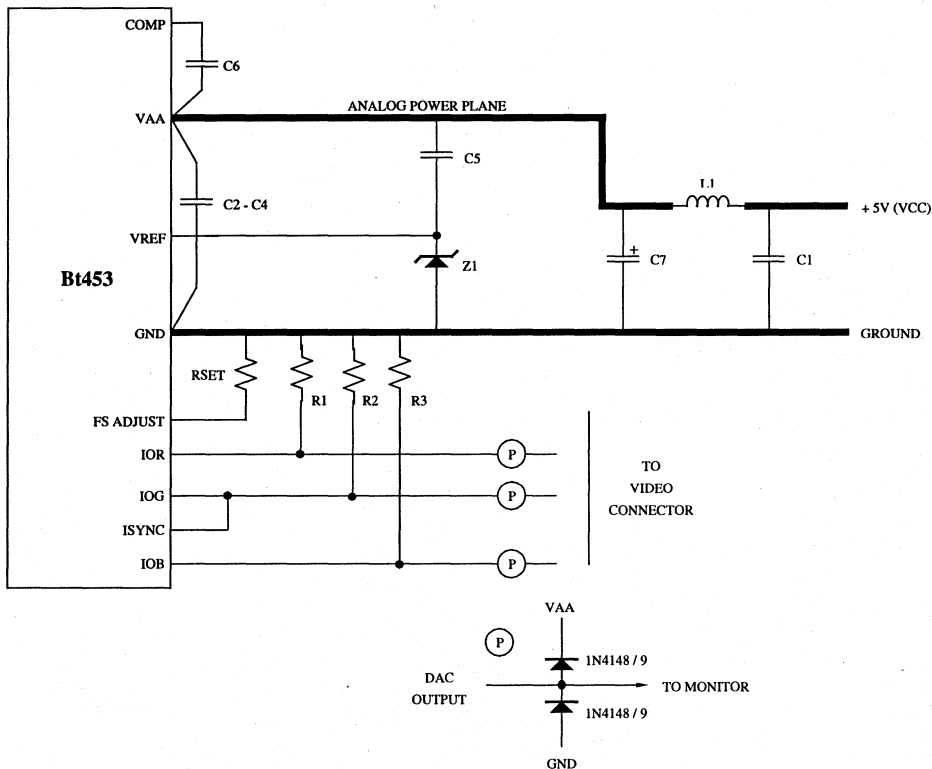 COMP
C6
ANALOG POWER PLANE
VAA
C5
C2 - C4
L1
+ 5V (VCC)
VREF
Z1
+
C7
C1
Bt453
GND
GROUND
RSET
R1
R2
R3
FS ADJUST
IOR
P
TO
VIDEO
CONNECTOR
IOG
P
ISYNC
IOB
P
VAA
P
1N4148 / 9
DAC
OUTPUT
TO MONITOR
1N4148 / 9
GND